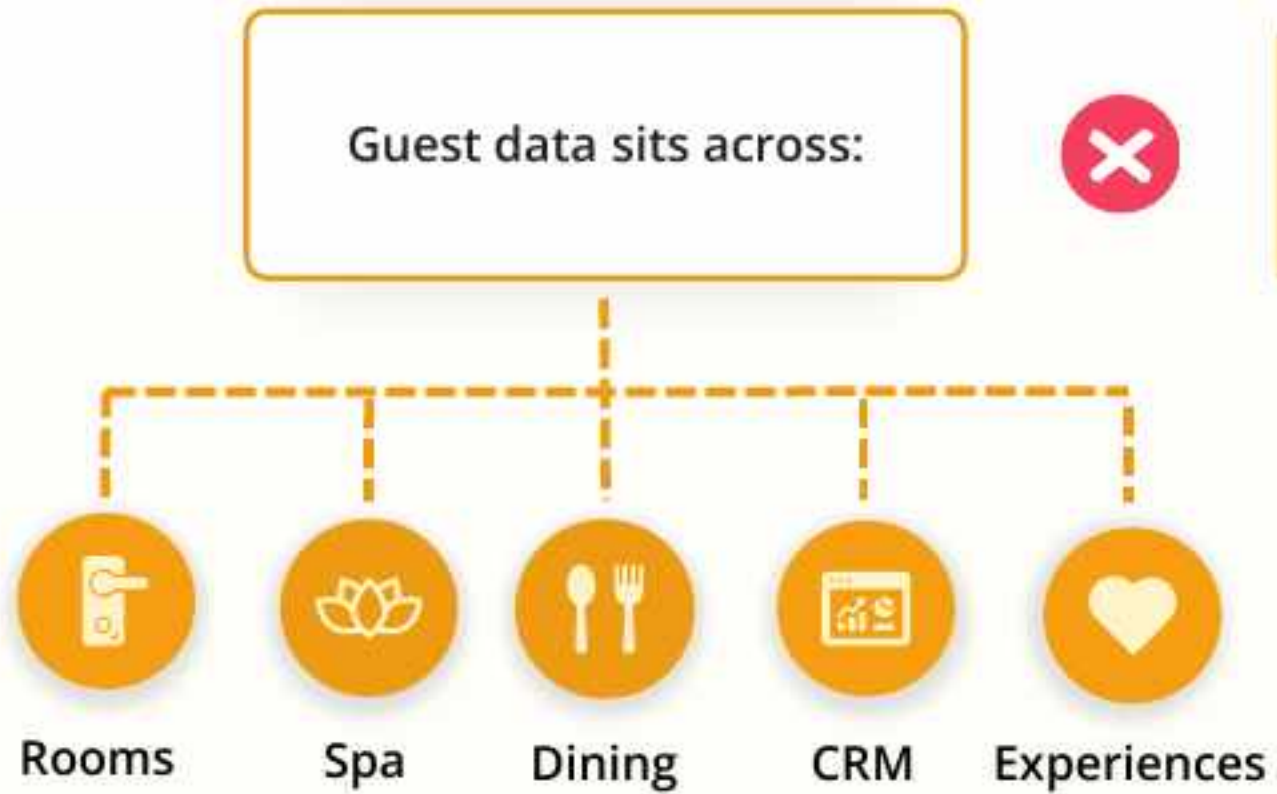 Guest data sits across:
Rooms
Spa
Dining
CRM
Experiences